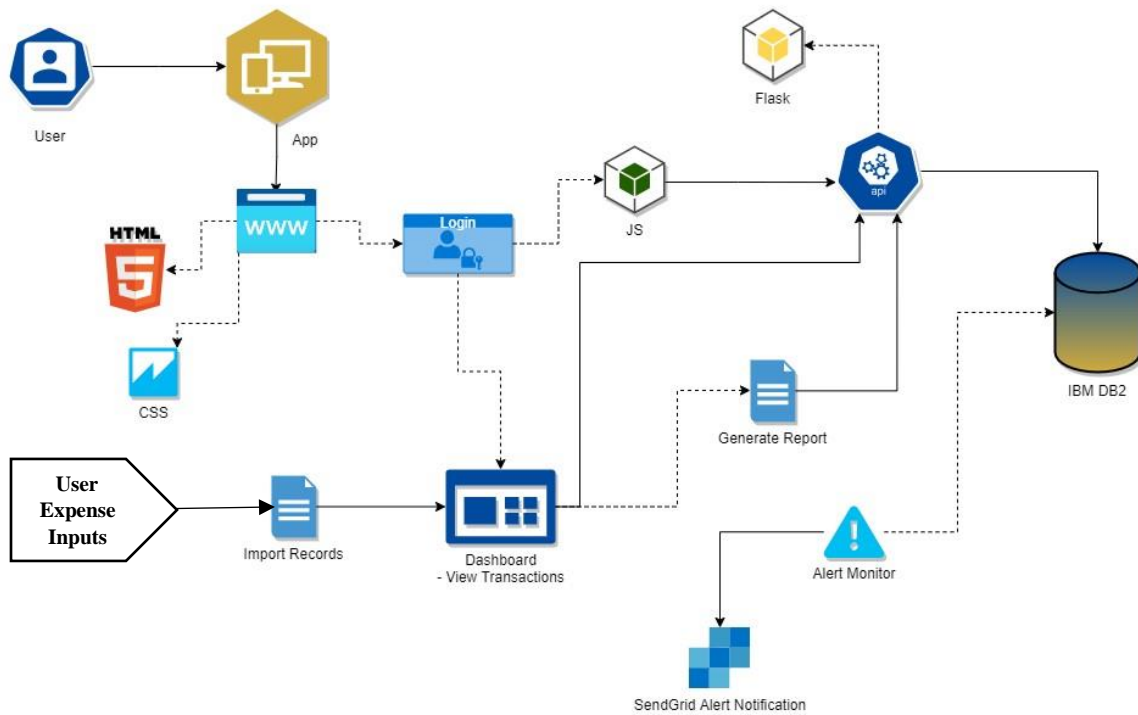 User
App
Flask
api
JS
WWW
Login
HTML
5
CSS
IBM DB2
Generate Report
User
Expense
Inputs
Import Records
Dashboard
- View Transactions
Alert Monitor
SendGrid Alert Notification